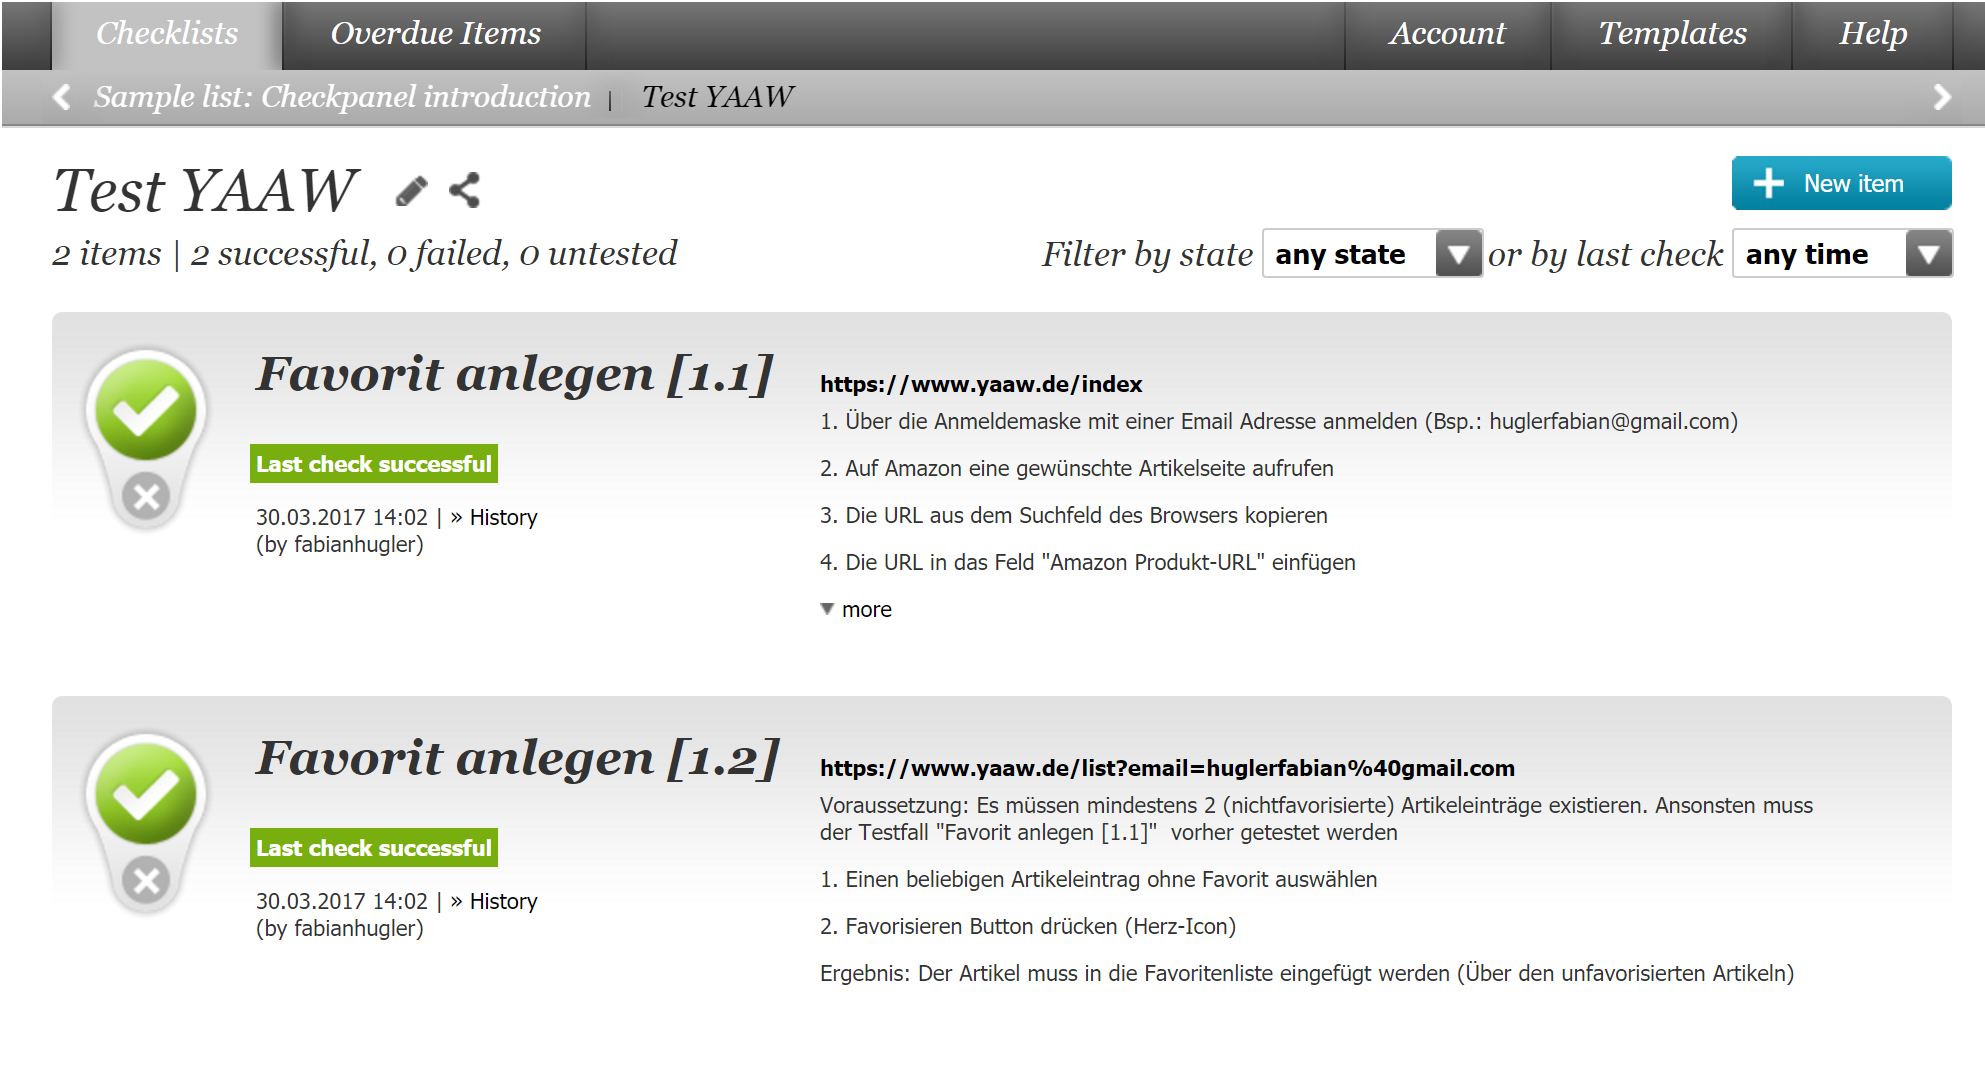 Checklists Overdue Items Account Templates Help
Sample list: Checkpanel introduction | Test YAAW
Test YAAW
New item
2 items | 2 successful, 0 failed, 0 untested
Filter by state any state or by last check any time
Favorit anlegen [1.1]
Last check successful
30.03.2017 14:02 | » History
(by fabianhugler)
https://www.yaaw.de/index
1. Über die Anmeldemaske mit einer Email Adresse anmelden (Bsp.: huglerfabian@gmail.com)
2. Auf Amazon eine gewünschte Artikelseite aufrufen
3. Die URL aus dem Suchfeld des Browsers kopieren
4. Die URL in das Feld "Amazon Produkt-URL" einfügen
more
Favorit anlegen [1.2]
Last check successful
30.03.2017 14:02 | » History
(by fabianhugler)
https://www.yaaw.de/list?email=huglerfabian%40gmail.com
Voraussetzung: Es müssen mindestens 2 (nichtfavorisierte) Artikeleinträge existieren. Ansonsten muss
der Testfall "Favorit anlegen [1.1]"  vorher getestet werden
1. Einen beliebigen Artikeleintrag ohne Favorit auswählen
2. Favorisieren Button drücken (Herz-Icon)
Ergebnis: Der Artikel muss in die Favoritenliste eingefügt werden (Über den unfavorisierten Artikeln)